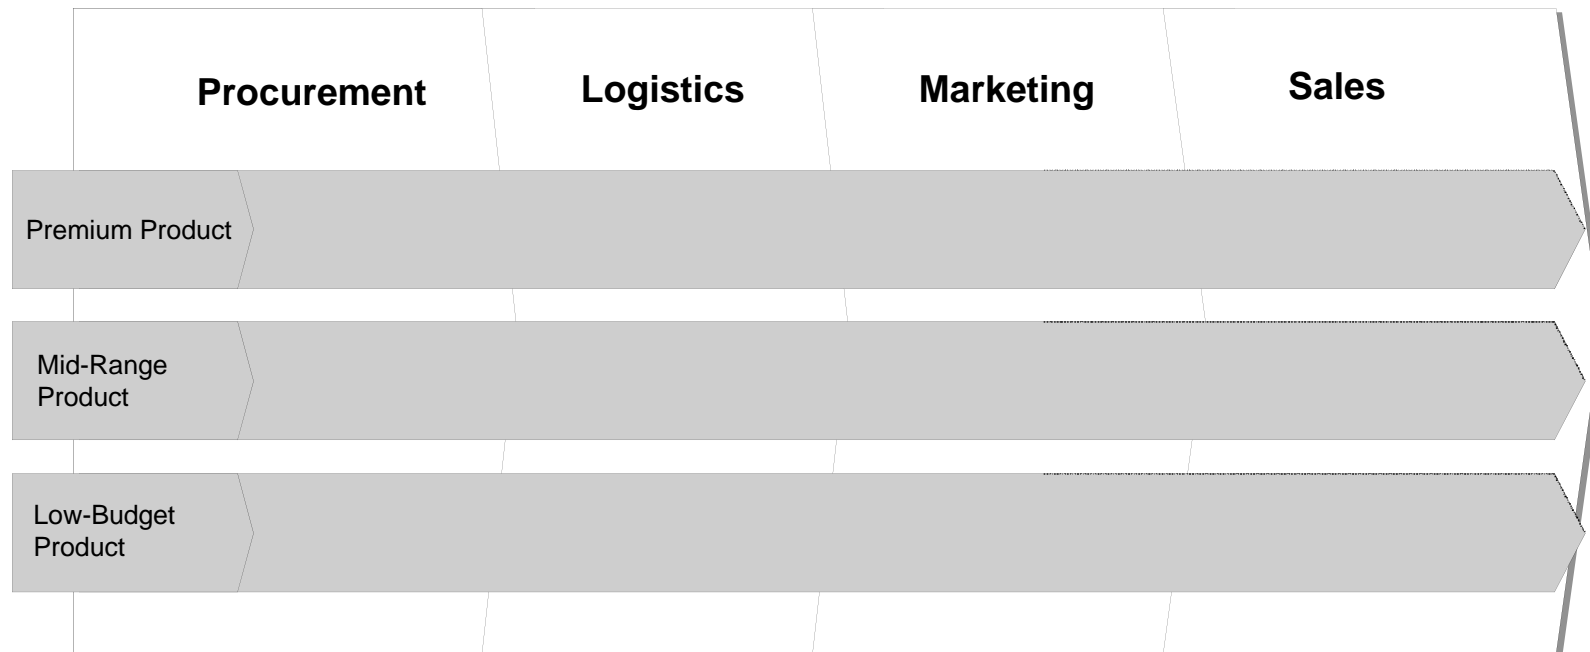 Procurement
Logistics
Marketing
Sales
Premium Product
Mid-Range
Product
Low-Budget
Product